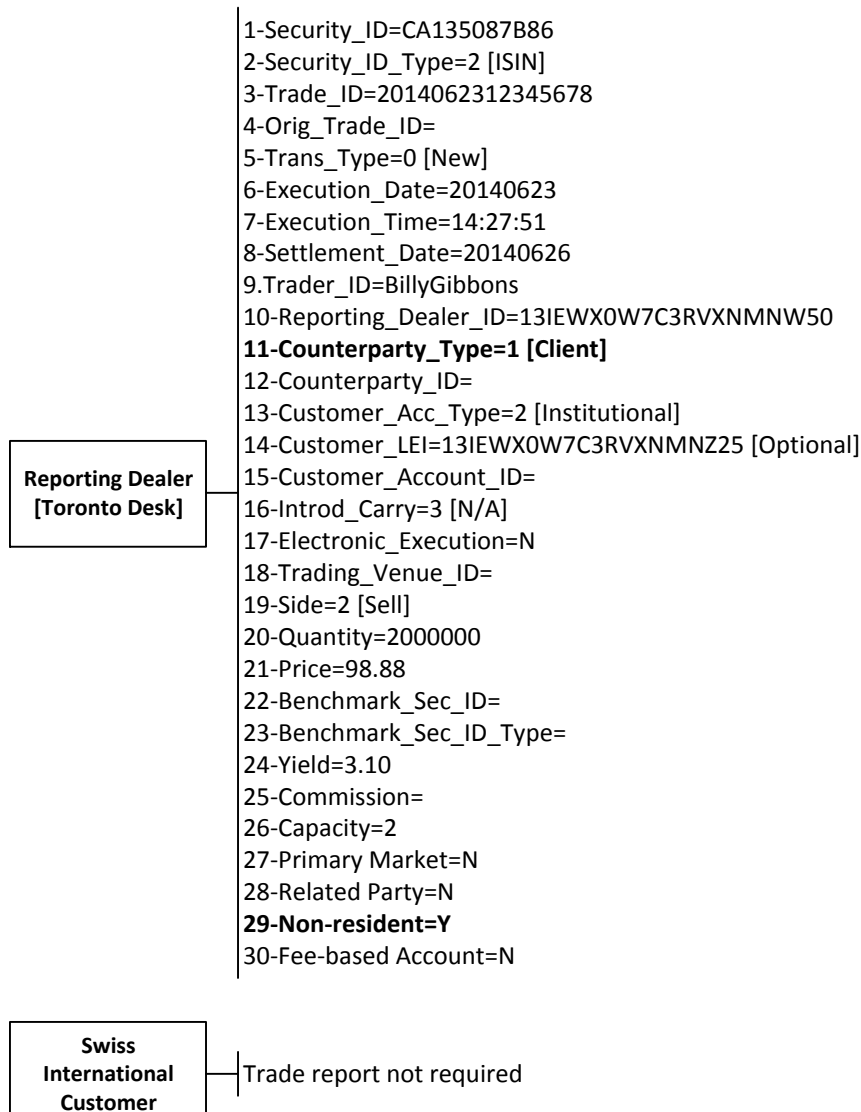 1-Security_ID=CA135087B86
2-Security_ID_Type=2 [ISIN]
3-Trade_ID=2014062312345678
4-Orig_Trade_ID=
5-Trans_Type=0 [New]
6-Execution_Date=20140623
7-Execution_Time=14:27:51
8-Settlement_Date=20140626
9.Trader_ID=BillyGibbons
10-Reporting_Dealer_ID=13IEWX0W7C3RVXNMNW50
11-Counterparty_Type=1 [Client]
12-Counterparty_ID=
13-Customer_Acc_Type=2 [Institutional]
14-Customer_LEI=13IEWX0W7C3RVXNMNZ25 [Optional]
15-Customer_Account_ID=
16-Introd_Carry=3 [N/A]
17-Electronic_Execution=N
18-Trading_Venue_ID=
19-Side=2 [Sell]
20-Quantity=2000000
21-Price=98.88
22-Benchmark_Sec_ID=
23-Benchmark_Sec_ID_Type=
24-Yield=3.10
25-Commission=
26-Capacity=2
27-Primary Market=N
28-Related Party=N
29-Non-resident=Y
30-Fee-based Account=N
Reporting Dealer
[Toronto Desk]
Swiss
International
Customer
Trade report not required